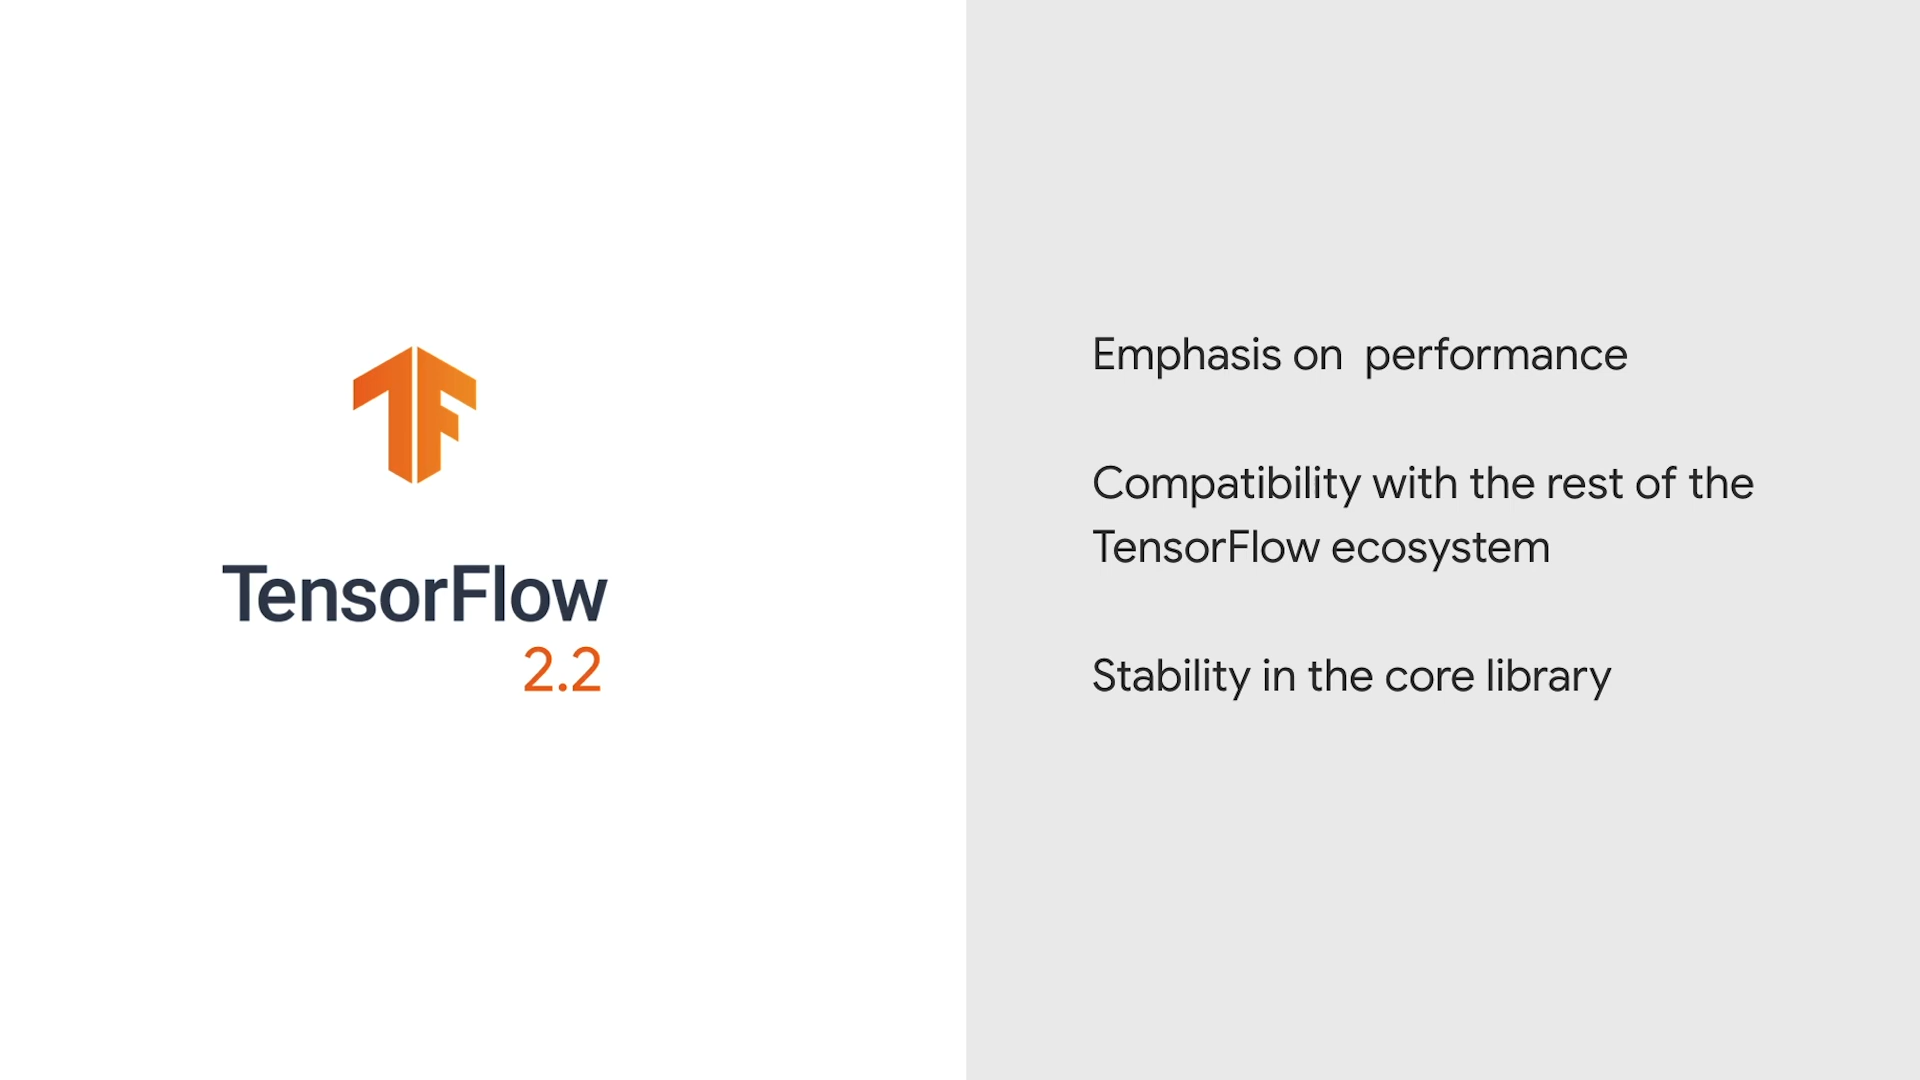 TensorFlow
2.2
Emphasis on  performance
Compatibility with the rest of the
TensorFlow ecosystem
Stability in the core library